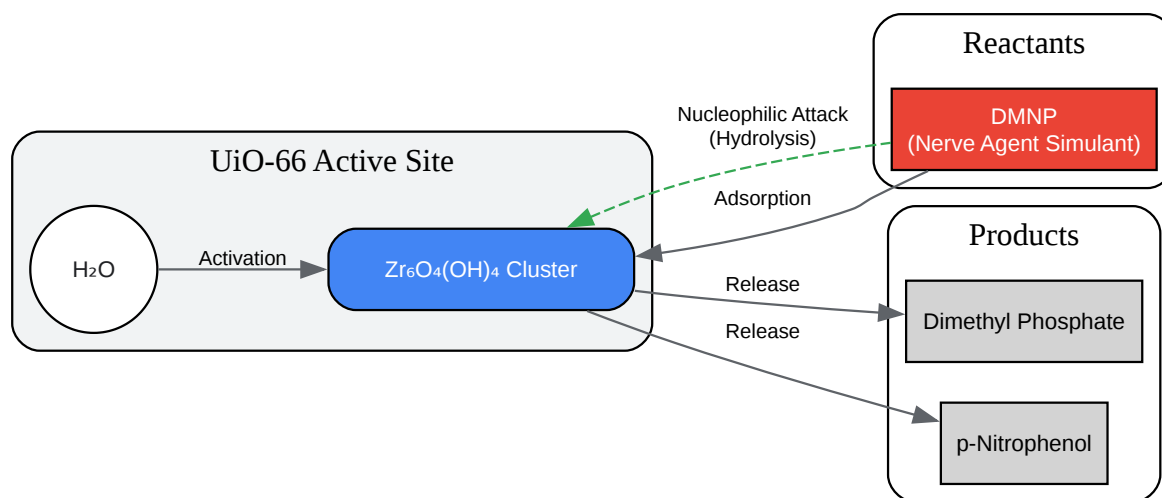 Reactants
DMNP
(Nerve Agent Simulant)
Nucleophilic Attack
(Hydrolysis)
UiO-66 Active Site
Adsorption
H₂O
Activation
Zr₆O₄(OH)₄ Cluster
Products
Release
Dimethyl Phosphate
Release
p-Nitrophenol